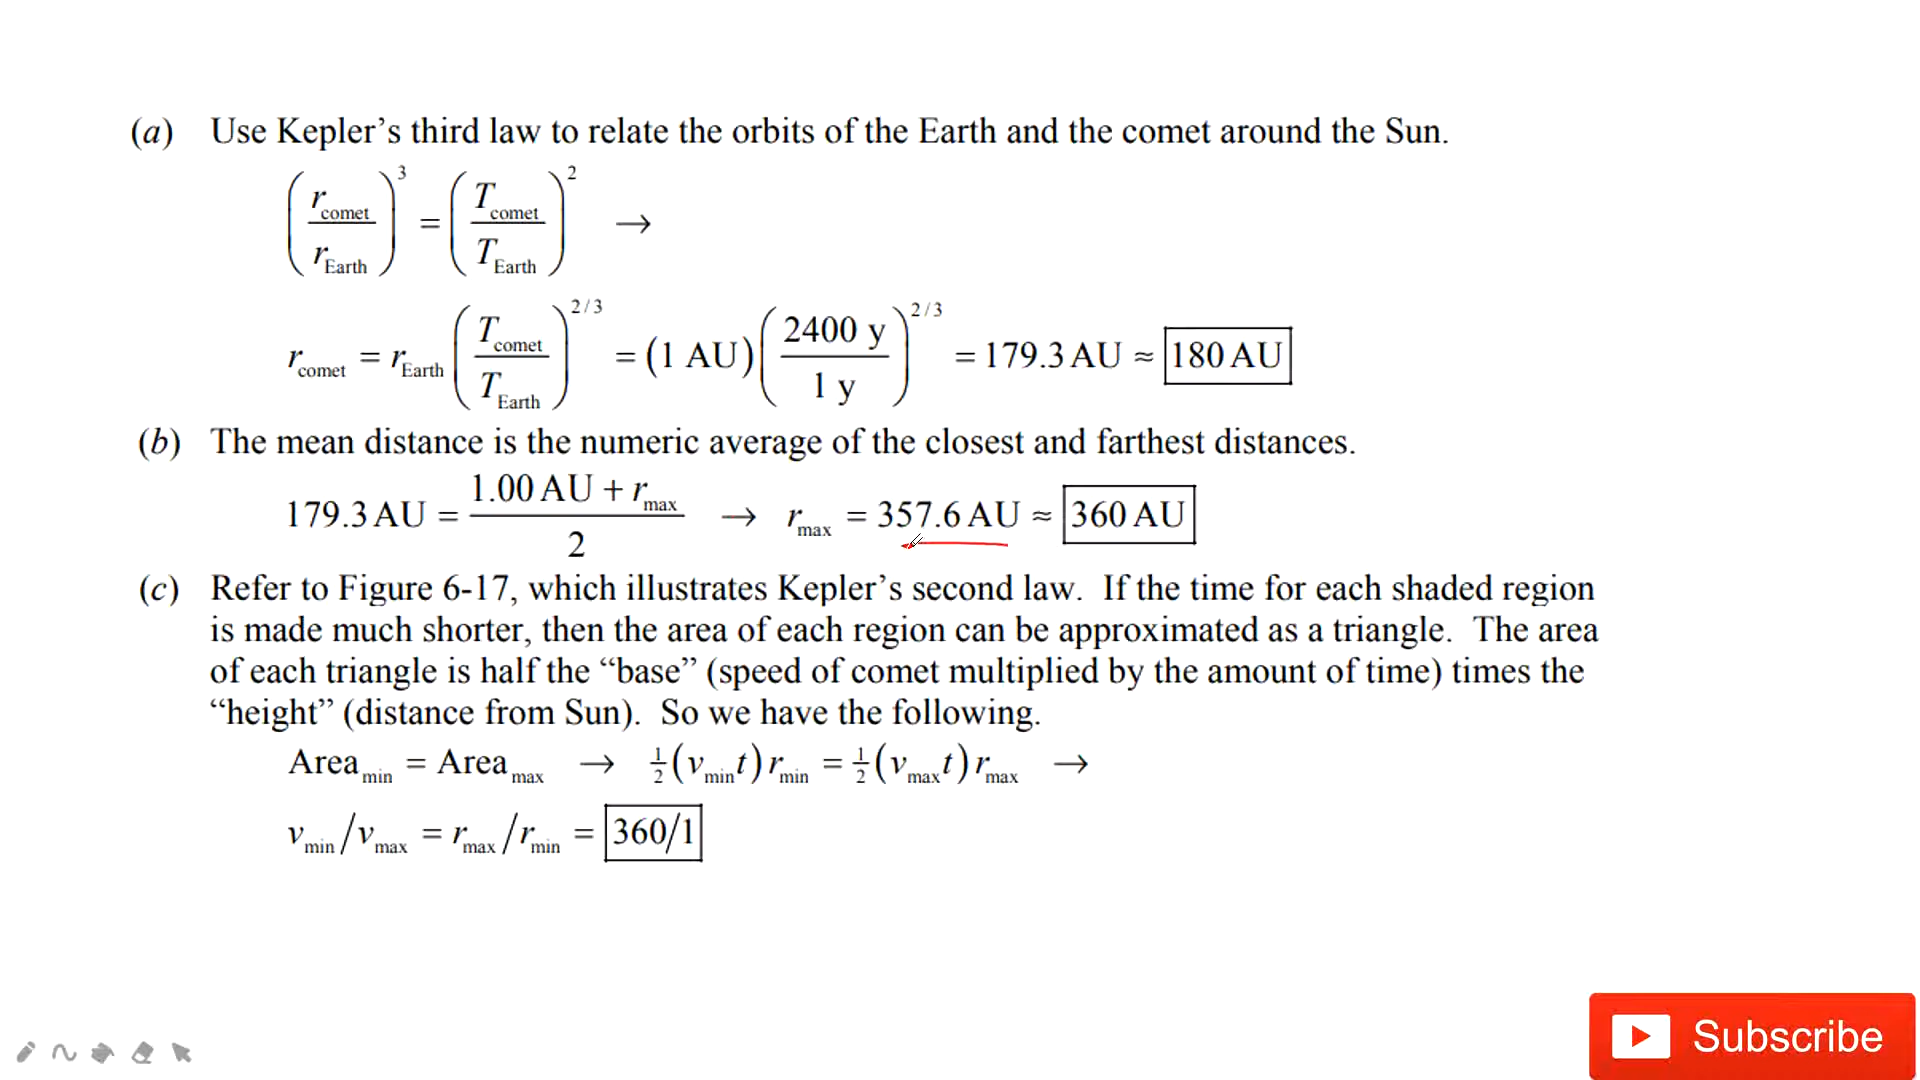 (a) Use Kepler’s third law to relate the orbits of the Earth and the comet around the Sun.
(r_comet / r_Earth)^3 = (T_comet / T_Earth)^2 →
r_comet = r_Earth (T_comet / T_Earth)^2/3 = (1 AU)(2400 y / 1 y)^2/3 = 179.3 AU ≈ 180 AU
(b) The mean distance is the numeric average of the closest and farthest distances.
179.3 AU = (1.00 AU + r_max) / 2 → r_max = 357.6 AU ≈ 360 AU
(c) Refer to Figure 6-17, which illustrates Kepler’s second law. If the time for each shaded region
is made much shorter, then the area of each region can be approximated as a triangle. The area
of each triangle is half the “base” (speed of comet multiplied by the amount of time) times the
“height” (distance from Sun). So we have the following.
Area_min = Area_max → ½(v_min t) r_min = ½(v_max t) r_max →
v_min/v_max = r_max/r_min = 360/1
Subscribe